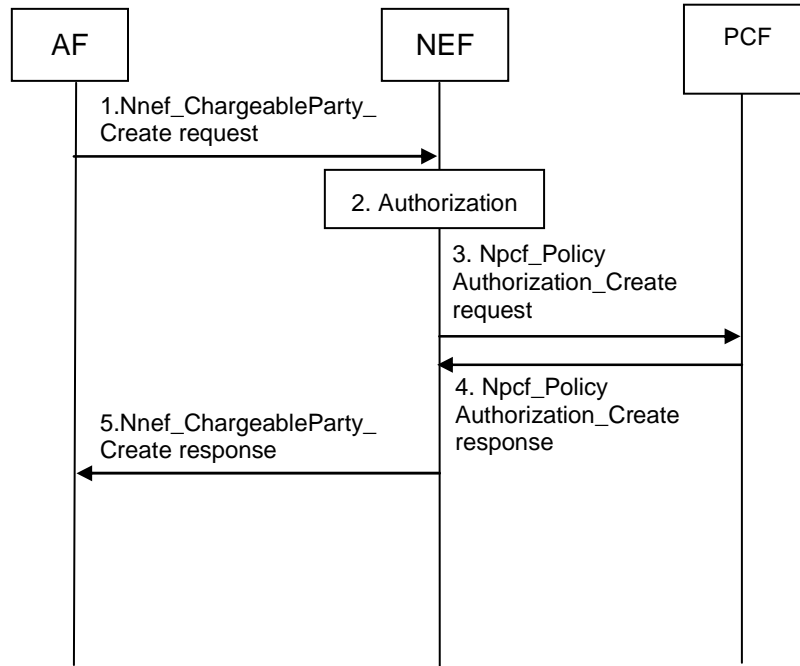 AF
NEF
PCF
1.Nnef_ChargeableParty_
Create request
2. Authorization
3. Npcf_Policy
Authorization_Create
request
4. Npcf_Policy
Authorization_Create
response
5.Nnef_ChargeableParty_
Create response